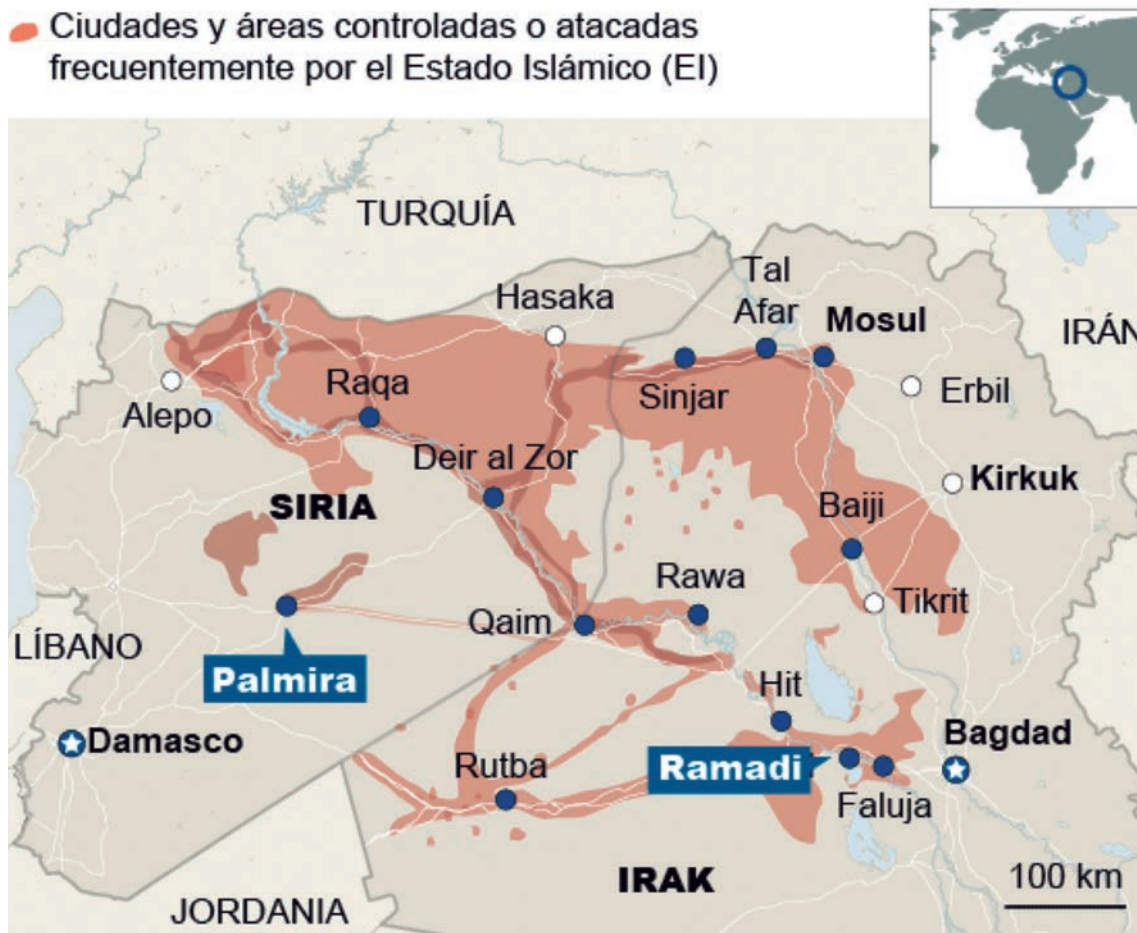 Ciudades y áreas controladas o atacadas
frecuentemente por el Estado Islámico (EI)
TURQUÍA
Hasaka
Tal
Afar
Mosul
IRÁN
Raqa
Sinjar
Erbil
Alepo
Deir al Zor
Kirkuk
SIRIA
Baiji
Rawa
Tikrit
Qaim
LÍBANO
Palmira
Hit
Damasco
Bagdad
Rutba
Ramadi
Faluja
IRAK
100 km
JORDANIA